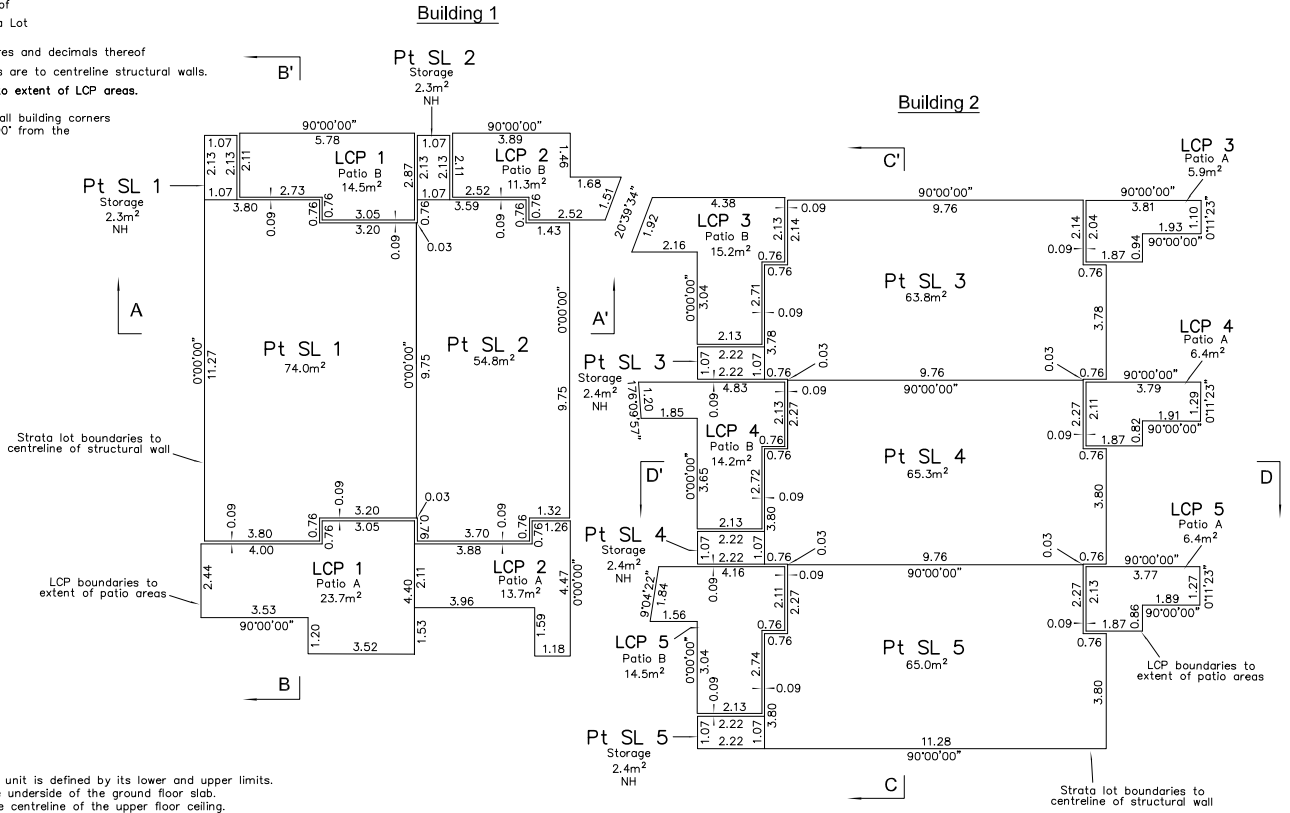 of
a Lot
res and decimals thereof
s are to centreline structural walls.
o extent of LCP areas.
all building corners
0° from the
Building 1
B'
Pt SL 2
Storage
2.3m²
NH
90°00'00"
5.78
1.07
90°00'00"
3.89
1.07
2.13
2.13
2.11
LCP 1
Patio B
14.5m²
2.87
2.13
2.13
2.11
LCP 2
Patio B
11.3m²
1.46
1.68
1.51
Pt SL 1
Storage
2.3m²
NH
1.07
2.73
3.80
0.09
0.76
0.76
3.05
3.20
0.09
1.07
0.76
0.03
2.52
3.59
0.09
0.76
0.76
2.52
1.43
A
A'
0°00'00"
11.27
Pt SL 1
74.0m²
0°00'00"
9.75
Pt SL 2
54.8m²
0°00'00"
9.75
Strata lot boundaries to
centreline of structural wall
0.09
3.80
4.00
0.09
3.20
3.05
0.76
0.76
0.03
0.76
3.70
3.88
0.76
0.76
1.32
1.26
2.44
LCP 1
Patio A
23.7m²
4.40
2.11
LCP 2
Patio A
13.7m²
4.47
0°00'00"
LCP boundaries to
extent of patio areas
3.53
90°00'00"
1.20
3.52
1.53
3.96
1.59
1.18
B
unit is defined by its lower and upper limits.
e underside of the ground floor slab.
e centreline of the upper floor ceiling.
Building 2
C'
20°39'34"
1.92
4.38
LCP 3
Patio B
15.2m²
2.13
2.14
0.09
90°00'00"
9.76
2.14
2.04
0.09
90°00'00"
3.81
LCP 3
Patio A
5.9m²
1.10
0°11'23"
1.93
90°00'00"
0.94
1.87
2.16
0°00'00"
3.04
0.76
0.76
2.71
0.09
3.78
2.13
Pt SL 3
63.8m²
0.76
3.78
Pt SL 3
Storage
2.4m²
NH
1.07
2.22
2.22
1.07
0.76
0.03
9.76
90°00'00"
0.03
0.76
176°09'57"
1.20
1.85
4.83
0.09
LCP 4
Patio B
14.2m²
2.13
2.27
0.09
0.76
0.76
2.27
2.11
0.09
LCP 4
Patio A
6.4m²
90°00'00"
3.79
1.29
0°11'23"
1.91
90°00'00"
0.82
1.87
0.76
D'
D
0°00'00"
3.65
2.72
0.09
3.80
2.13
Pt SL 4
65.3m²
3.80
Pt SL 4
Storage
2.4m²
NH
1.07
2.22
2.22
1.07
0.76
0.03
9.76
90°00'00"
0.03
0.76
9°04'22"
1.84
1.56
4.16
0.09
LCP 5
Patio B
14.5m²
2.11
2.27
0.09
0.76
0.76
2.27
2.13
0.09
LCP 5
Patio A
6.4m²
90°00'00"
3.77
1.27
0°11'23"
1.89
90°00'00"
0.86
1.87
0.76
LCP boundaries to
extent of patio areas
0°00'00"
3.04
2.74
0.09
0.09
3.80
2.13
Pt SL 5
65.0m²
3.80
Pt SL 5
Storage
2.4m²
NH
1.07
2.22
2.22
1.07
11.28
90°00'00"
C
Strata lot boundaries to
centreline of structural wall